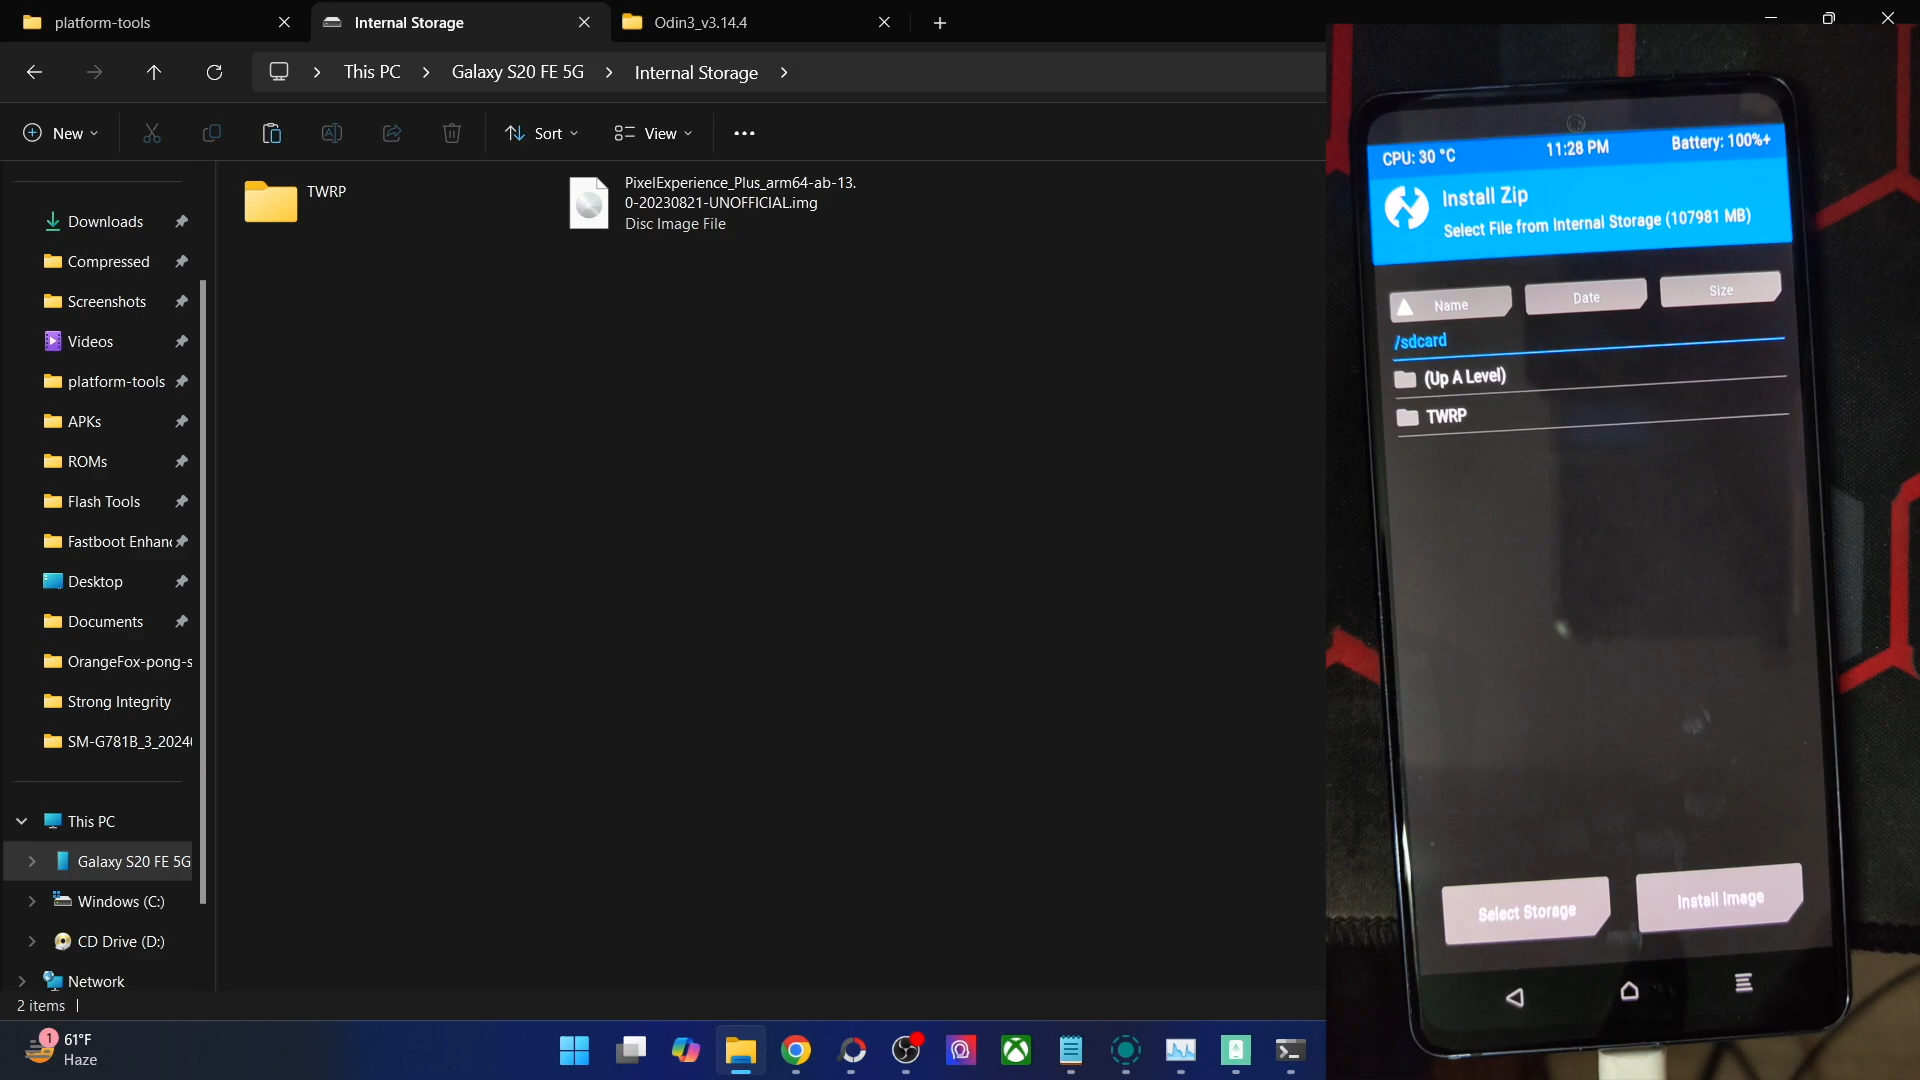 platform-tools
Internal Storage
Odin3_v3.14.4
This PC
Galaxy S20 FE 5G
Internal Storage
New
Sort
View
Downloads
Compressed
Screenshots
Videos
platform-tools
APKs
ROMs
Flash Tools
Fastboot Enhanc
Desktop
Documents
OrangeFox-pong-s
Strong Integrity
SM-G781B_3_2024
This PC
Galaxy S20 FE 5G
Windows (C:)
CD Drive (D:)
Network
TWRP
PixelExperience_Plus_arm64-ab-13.
0-20230821-UNOFFICIAL.img
Disc Image File
2 items
1
61°F
Haze
CPU: 30 °C
11:28 PM
Battery: 100%+
Install Zip
Select File from Internal Storage (107981 MB)
Name
Date
Size
/sdcard
(Up A Level)
TWRP
Select Storage
Install Image